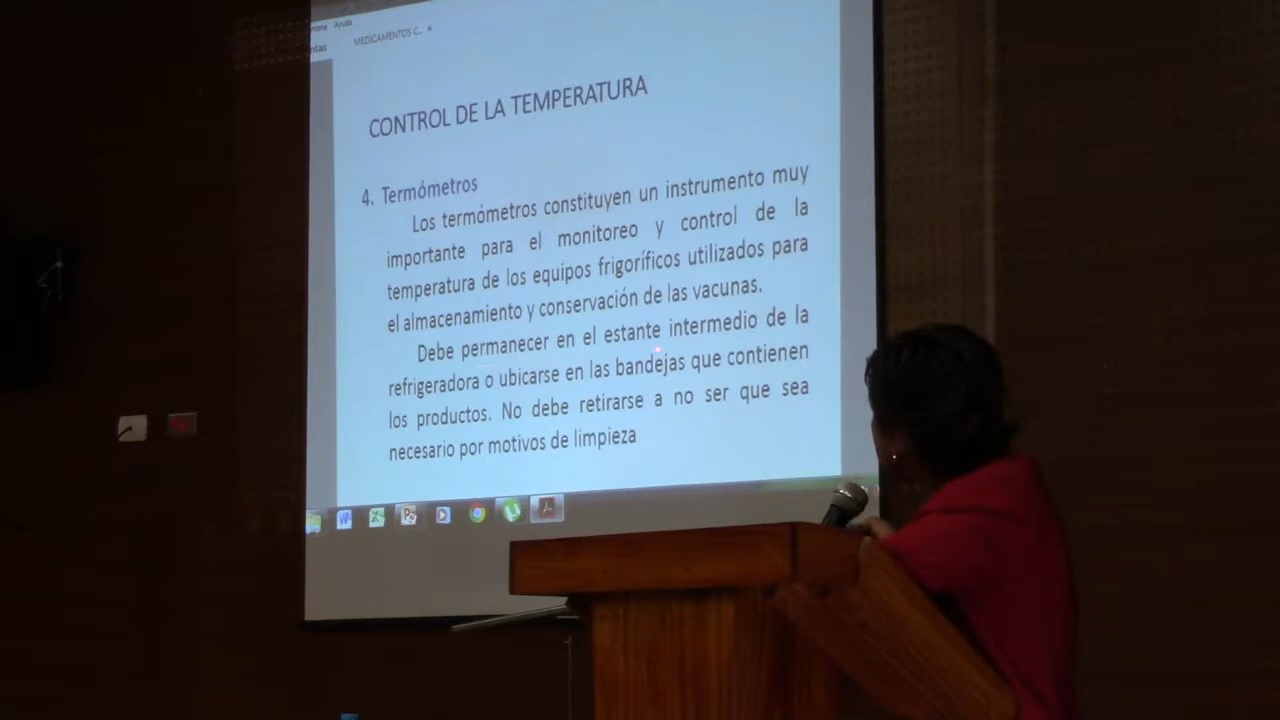 Ayuda
MEDICAMENTOS C...
CONTROL DE LA TEMPERATURA
4. Termómetros
Los termómetros constituyen un instrumento muy
importante para el monitoreo y control de la
temperatura de los equipos frigoríficos utilizados para
el almacenamiento y conservación de las vacunas.
Debe permanecer en el estante intermedio de la
refrigeradora o ubicarse en las bandejas que contienen
los productos. No debe retirarse a no ser que sea
necesario por motivos de limpieza